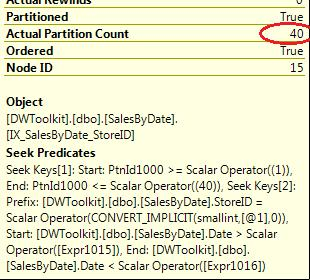 Actual Rewinds 0
Partitioned True
Actual Partition Count 40
Ordered True
Node ID 15
Object
[DWToolkit].[dbo].[SalesByDate].
[IX_SalesByDate_StoreID]
Seek Predicates
Seek Keys[1]: Start: PtnId1000 >= Scalar Operator((1)),
End: PtnId1000 <= Scalar Operator((40)), Seek Keys[2]:
Prefix: [DWToolkit].[dbo].[SalesByDate].StoreID =
Scalar Operator(CONVERT_IMPLICIT(smallint,[@1],0)),
Start: [DWToolkit].[dbo].[SalesByDate].Date > Scalar
Operator([Expr1015]), End: [DWToolkit].[dbo].
[SalesByDate].Date < Scalar Operator([Expr1016])